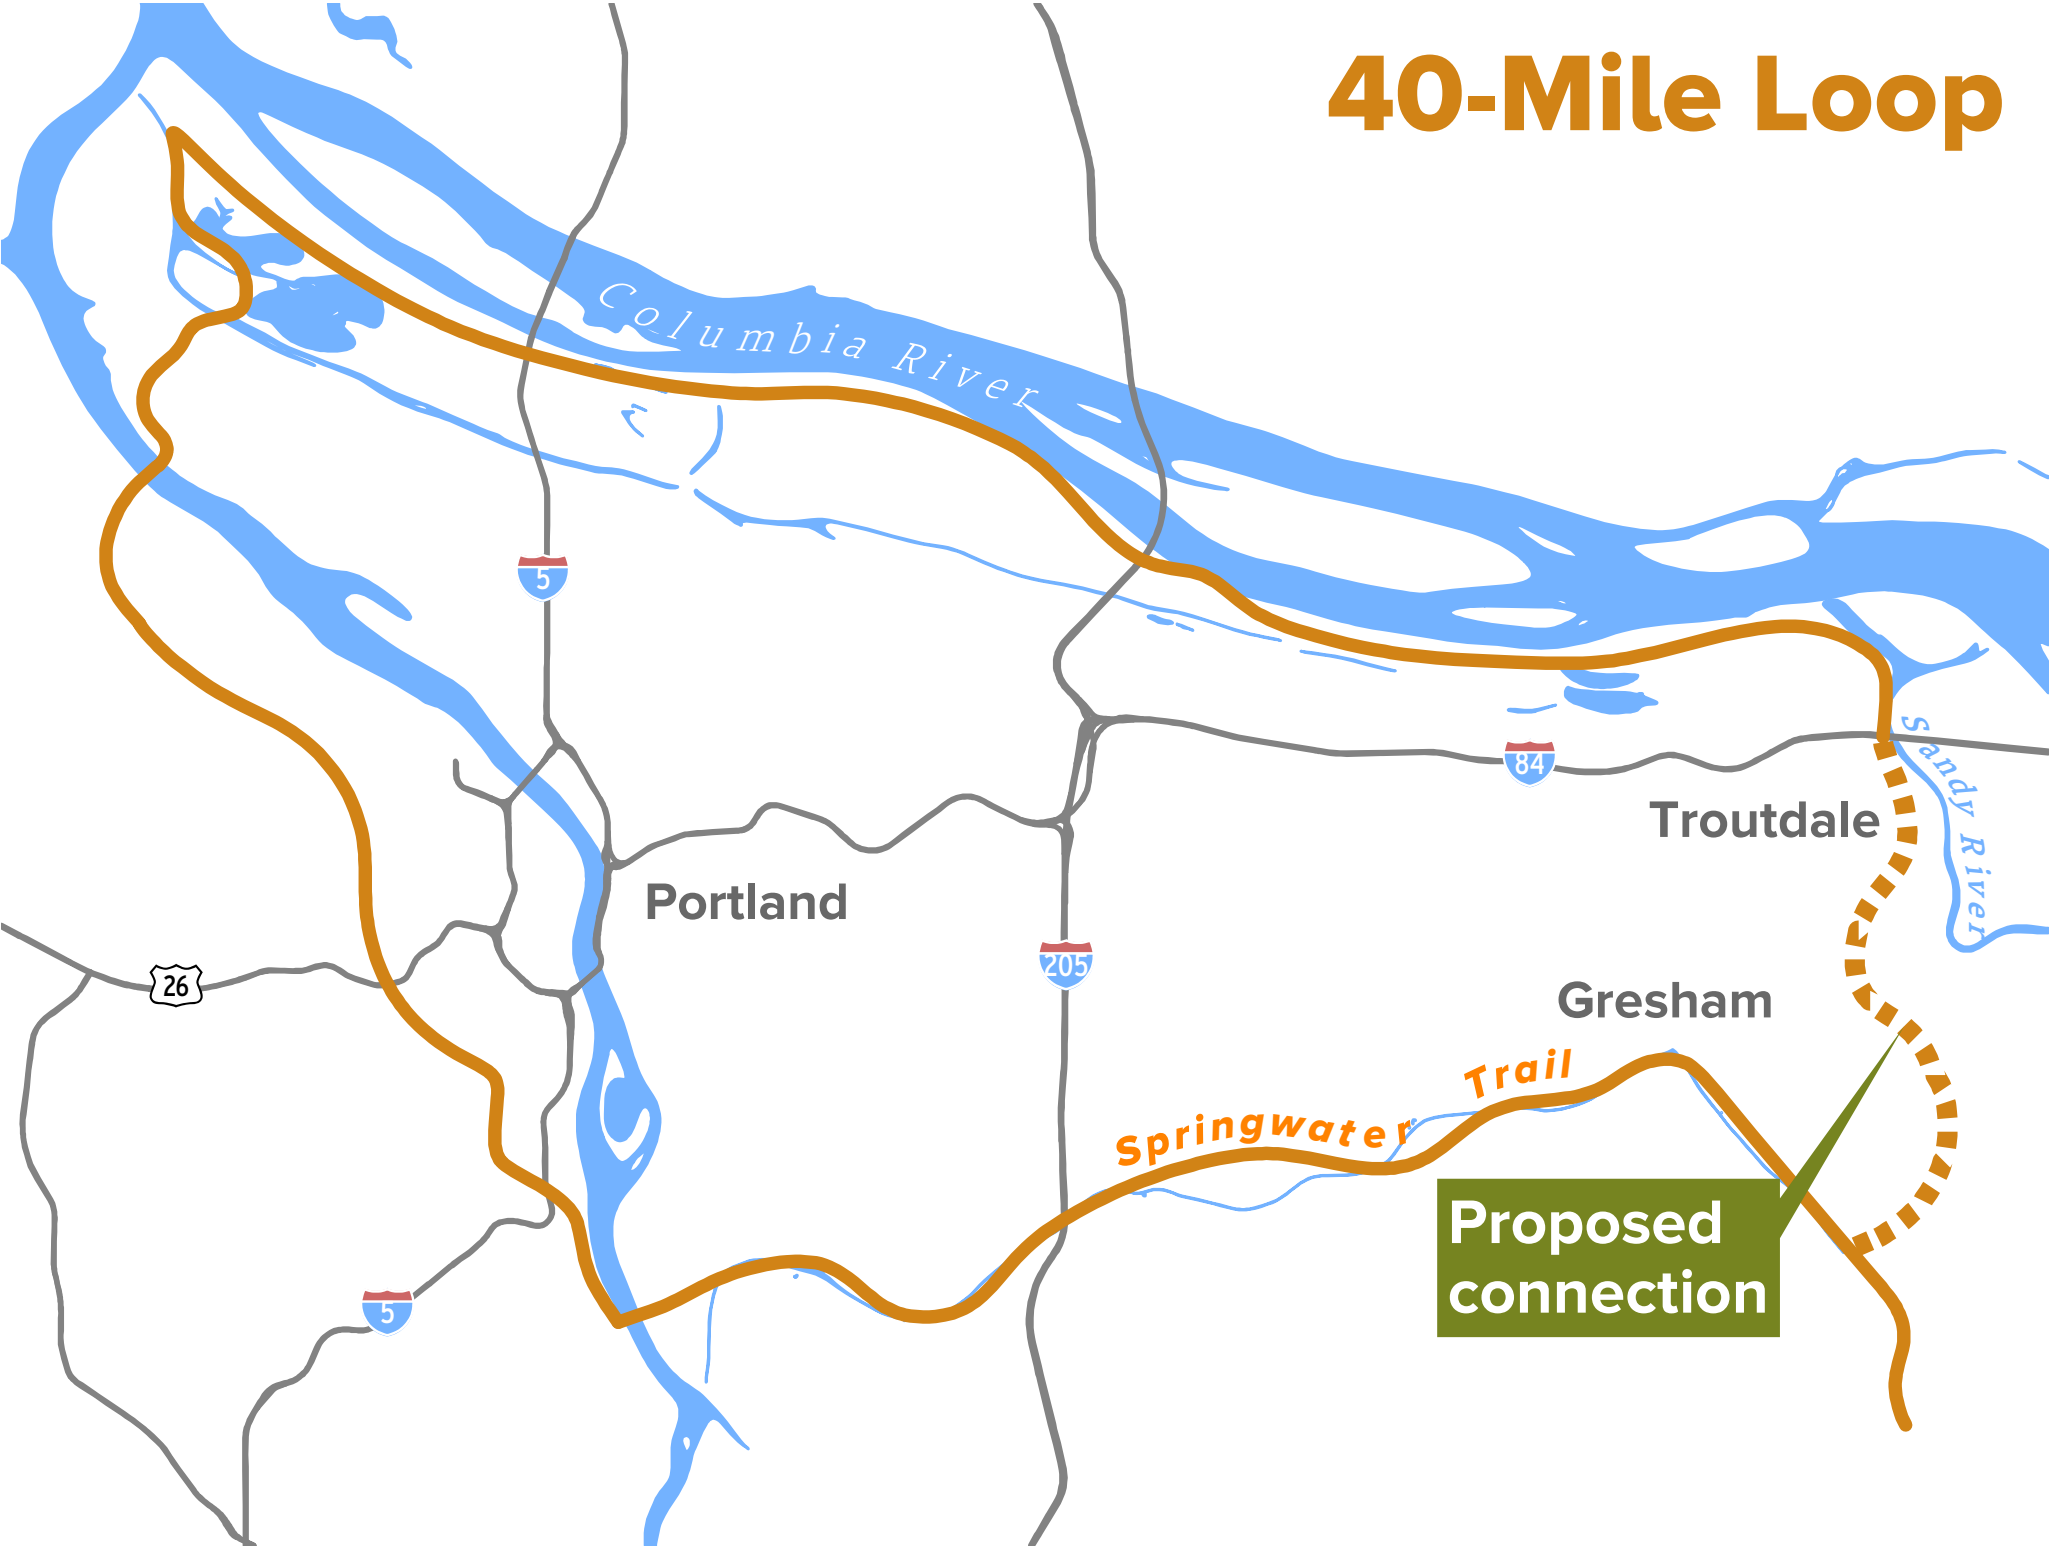 40-Mile Loop
Columbia River
5
84
Sandy River
Troutdale
Portland
205
26
Gresham
Springwater Trail
Proposed
connection
5